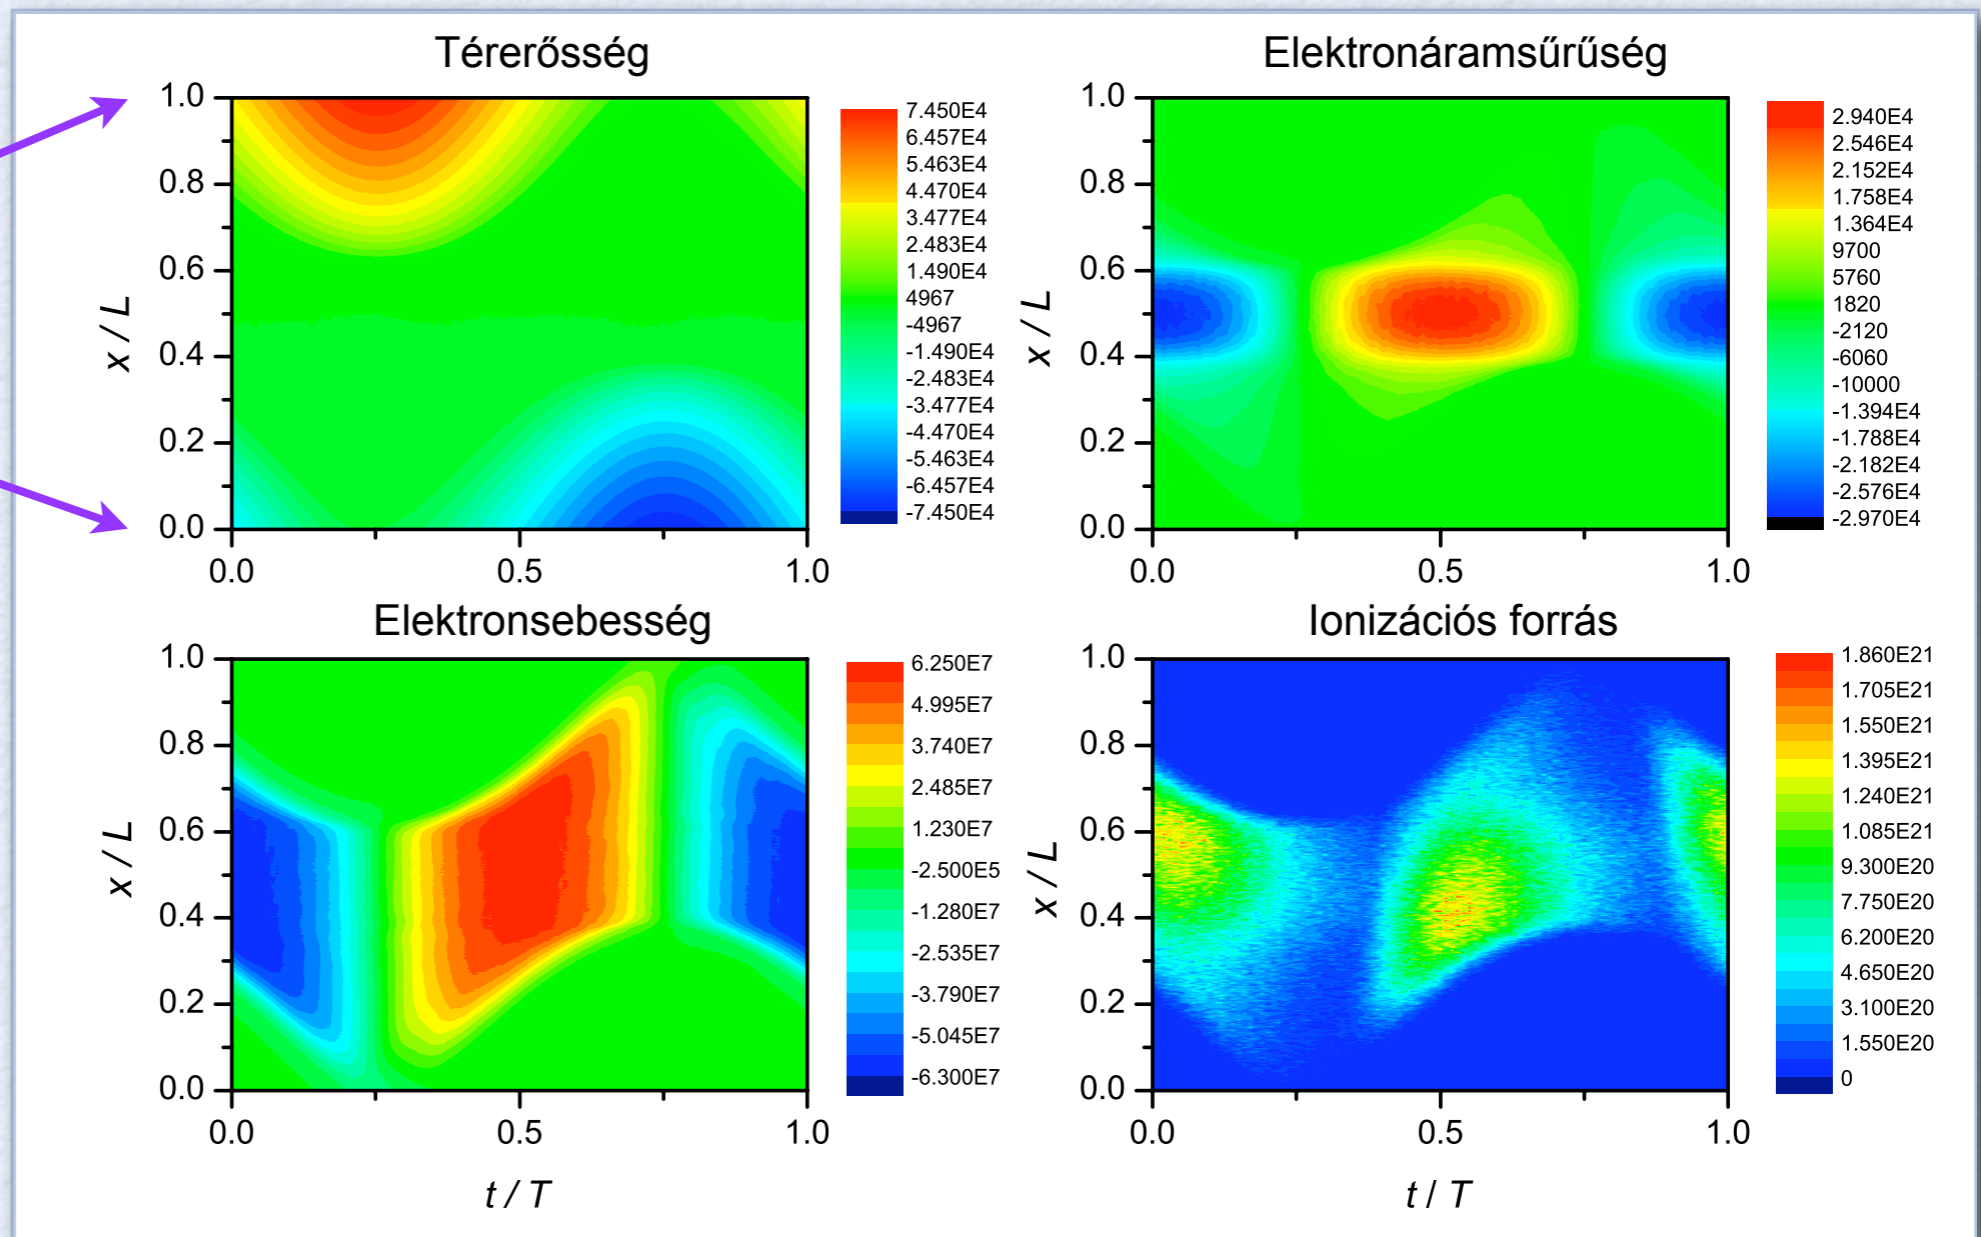 Térerősség
1.0
0.8
0.6
0.4
0.2
0.0
x / L
0.0
0.5
1.0
7.450E4
6.457E4
5.463E4
4.470E4
3.477E4
2.483E4
1.490E4
4967
-4967
-1.490E4
-2.483E4
-3.477E4
-4.470E4
-5.463E4
-6.457E4
-7.450E4
Elektronáramsűrűség
1.0
0.8
0.6
0.4
0.2
0.0
x / L
0.0
0.5
1.0
2.940E4
2.546E4
2.152E4
1.758E4
1.364E4
9700
5760
1820
-2120
-6060
-10000
-1.394E4
-1.788E4
-2.182E4
-2.576E4
-2.970E4
Elektronsebesség
1.0
0.8
0.6
0.4
0.2
0.0
x / L
0.0
0.5
1.0
t / T
6.250E7
4.995E7
3.740E7
2.485E7
1.230E7
-2.500E5
-1.280E7
-2.535E7
-3.790E7
-5.045E7
-6.300E7
Ionizációs forrás
1.0
0.8
0.6
0.4
0.2
0.0
x / L
0.0
0.5
1.0
t / T
1.860E21
1.705E21
1.550E21
1.395E21
1.240E21
1.085E21
9.300E20
7.750E20
6.200E20
4.650E20
3.100E20
1.550E20
0